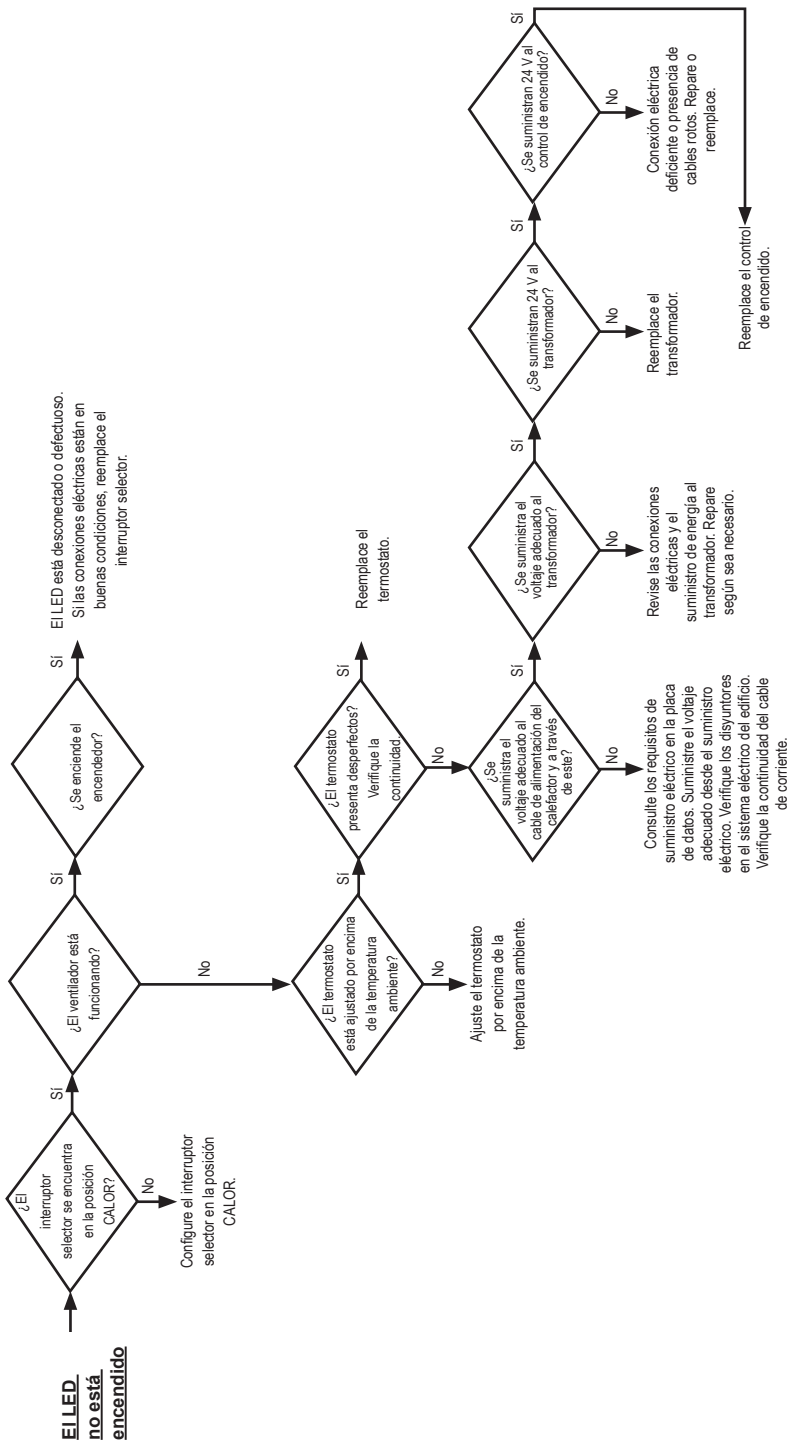 El LED
no está
encendido
¿El
interruptor
selector se encuentra
en la posición
CALOR?
Sí
No
Configure el interruptor
selector en la posición
CALOR.
¿El ventilador está
funcionando?
Sí
No
¿Se enciende el
encendedor?
Sí
El LED está desconectado o defectuoso.
Si las conexiones eléctricas están en
buenas condiciones, reemplace el
interruptor selector.
¿El termostato
está ajustado por encima
de la temperatura
ambiente?
Sí
No
Ajuste el termostato
por encima de la
temperatura ambiente.
¿El termostato
presenta desperfectos?
Verifique la
continuidad.
Sí
No
Reemplace el
termostato.
¿Se
suministra el
voltaje adecuado al
cable de alimentación del
calefactor y a través
de este?
Sí
No
Consulte los requisitos de
suministro eléctrico en la placa
de datos. Suministre el voltaje
adecuado desde el suministro
eléctrico. Verifique los disyuntores
en el sistema eléctrico del edificio.
Verifique la continuidad del cable
de corriente.
¿Se suministra el
voltaje adecuado al
transformador?
Sí
No
Revise las conexiones
eléctricas y el
suministro de energía al
transformador. Repare
según sea necesario.
¿Se suministran 24 V al
transformador?
Sí
No
Reemplace el
transformador.
¿Se suministran 24 V al
control de encendido?
Sí
No
Conexión eléctrica
deficiente o presencia de
cables rotos. Repare o
reemplace.
Reemplace el control
de encendido.